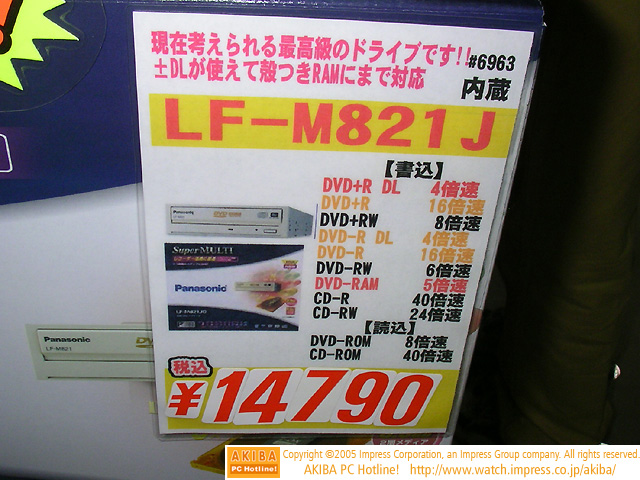 現在考えられる最高級のドライブです!!
±DLが使えて殻つきRAMにまで対応
#6963
内蔵
LF-M821J
【書込】
DVD+R DL 4倍速
DVD+R 16倍速
DVD+RW 8倍速
DVD-R DL 4倍速
DVD-R 16倍速
DVD-RW 6倍速
DVD-RAM 5倍速
CD-R 40倍速
CD-RW 24倍速
【読込】
DVD-ROM 8倍速
CD-ROM 40倍速
税込
¥14790
Panasonic
Super MULTI
Panasonic
LF-M821JD
Panasonic
LF-M821
AKIBA
PC Hotline!
Copyright ©2005 Impress Corporation, an Impress Group company. All rights reserved.
AKIBA PC Hotline! http://www.watch.impress.co.jp/akiba/